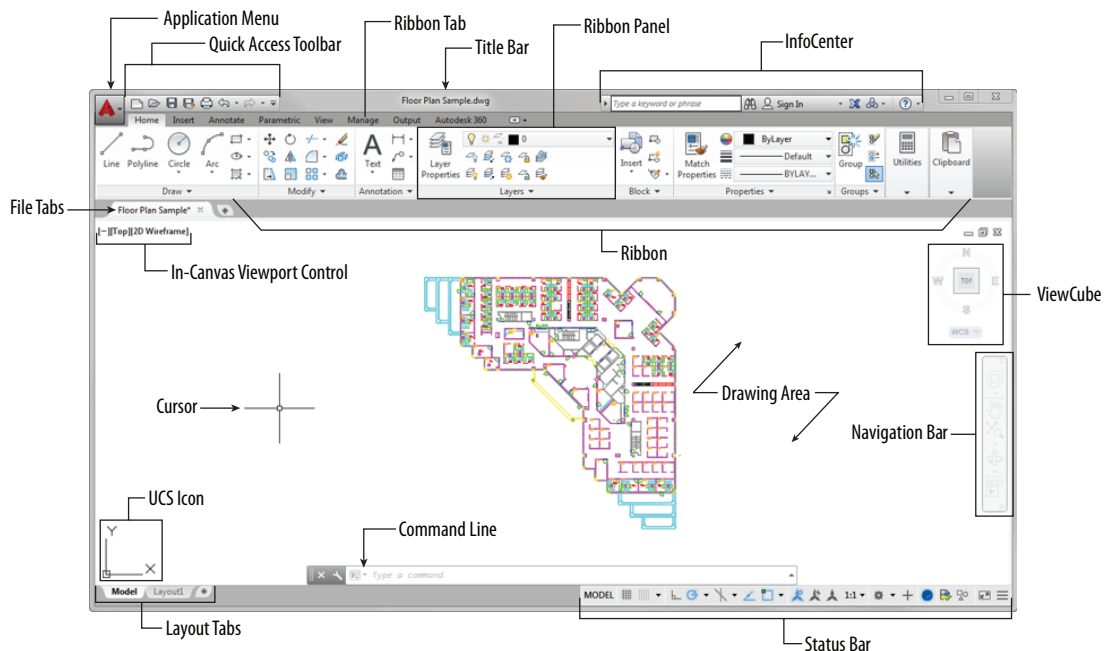 Application Menu
Quick Access Toolbar
Ribbon Tab
Title Bar
Ribbon Panel
InfoCenter
Floor Plan Sample.dwg
Type a keyword or phrase
Sign In
Home Insert Annotate Parametric View Manage Output Autodesk 360
Line Polyline Circle Arc
Text
Layer Properties
0
Insert
Match Properties
ByLayer
Default
BYLAY...
Group
Utilities
Clipboard
Draw
Modify
Annotation
Layers
Block
Properties
Groups
File Tabs
Floor Plan Sample*
[−][Top][2D Wireframe]
In-Canvas Viewport Control
Ribbon
N
W TOP E
S
WCS
ViewCube
Cursor
Drawing Area
Navigation Bar
UCS Icon
Y
X
Command Line
Type a command
Model Layout1
MODEL
1:1
Layout Tabs
Status Bar